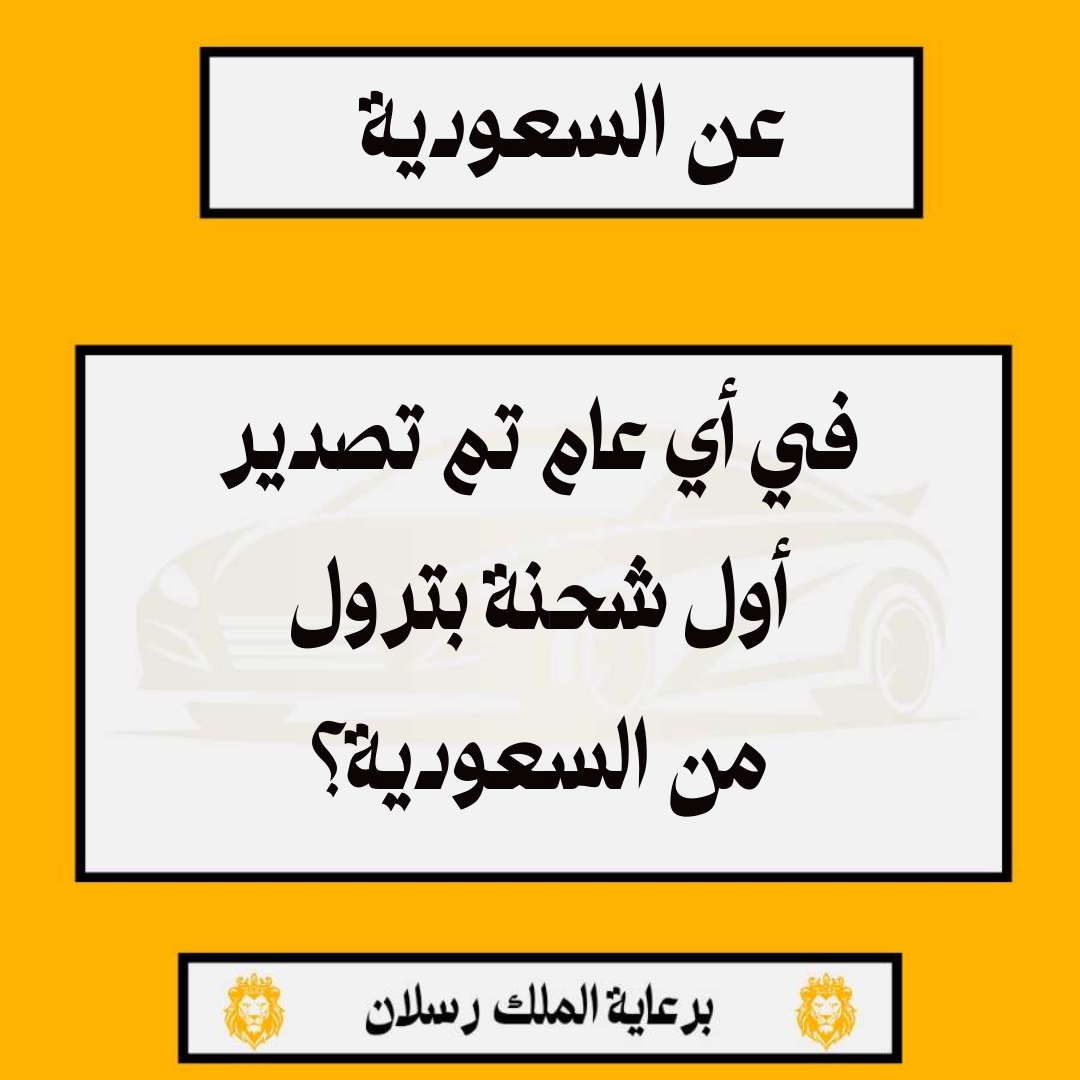 عن السعودية
في أي عام تم تصدير
أول شحنة بترول
من السعودية؟
برعاية الملك رسلان